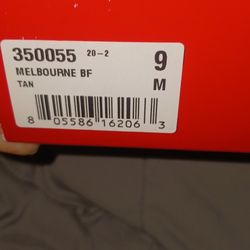 350055 20-2 9
MELBOURNE BF
TAN M
8 05586 16206 3